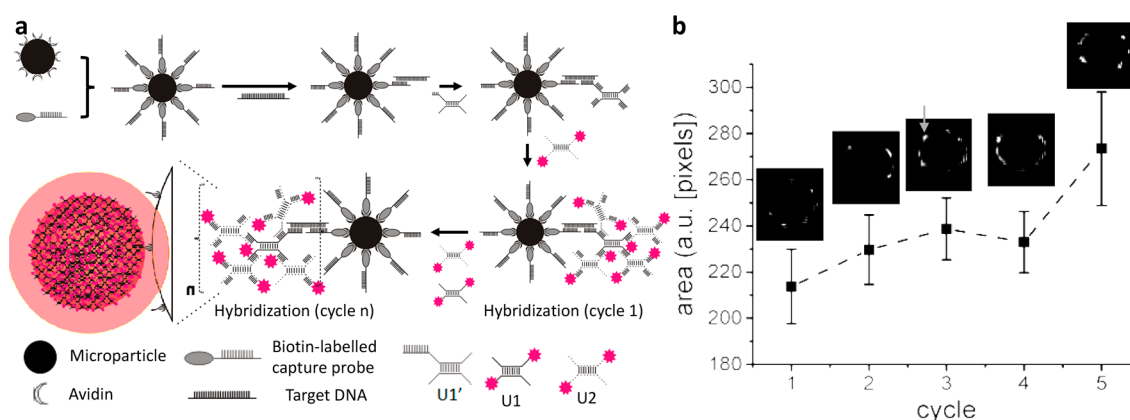 a
Hybridization (cycle n)
n
Hybridization (cycle 1)
Microparticle
Biotin-labelled
capture probe
Avidin
Target DNA
U1'
U1
U2
b
area (a.u. [pixels])
300
280
260
240
220
200
180
1 2 3 4 5
cycle